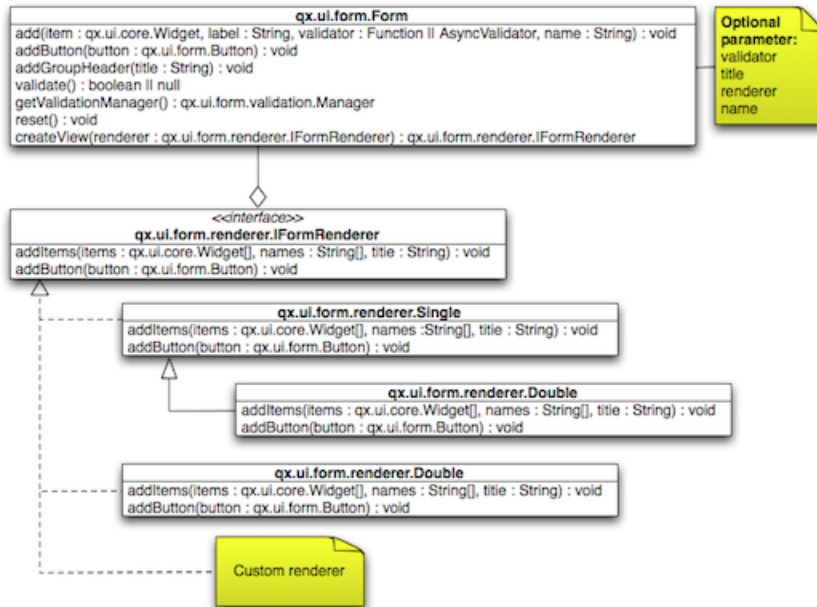 qx.ui.form.Form
add(item : qx.ui.core.Widget, label : String, validator : Function || AsyncValidator, name : String) : void
addButton(button : qx.ui.form.Button) : void
addGroupHeader(title : String) : void
validate() : boolean || null
getValidationManager() : qx.ui.form.validation.Manager
reset() : void
createView(renderer : qx.ui.form.renderer.IFormRenderer) : qx.ui.form.renderer.IFormRenderer
Optional
parameter:
validator
title
renderer
name
<<interface>>
qx.ui.form.renderer.IFormRenderer
addItems(items : qx.ui.core.Widget[], names : String[], title : String) : void
addButton(button : qx.ui.form.Button) : void
qx.ui.form.renderer.Single
addItems(items : qx.ui.core.Widget[], names :String[], title : String) : void
addButton(button : qx.ui.form.Button) : void
qx.ui.form.renderer.Double
addItems(items : qx.ui.core.Widget[], names : String[], title : String) : void
addButton(button : qx.ui.form.Button) : void
qx.ui.form.renderer.Double
addItems(items : qx.ui.core.Widget[], names : String[], title : String) : void
addButton(button : qx.ui.form.Button) : void
Custom renderer